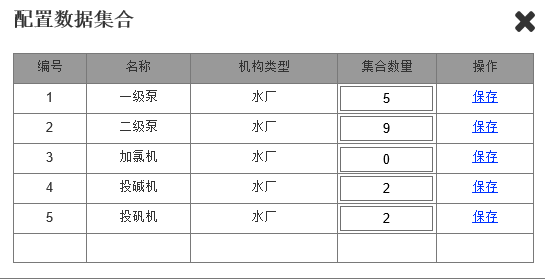 配置数据集合
编号 名称 机构类型 集合数量 操作
1 一级泵 水厂 5 保存
2 二级泵 水厂 9 保存
3 加氯机 水厂 0 保存
4 投碱机 水厂 2 保存
5 投矾机 水厂 2 保存